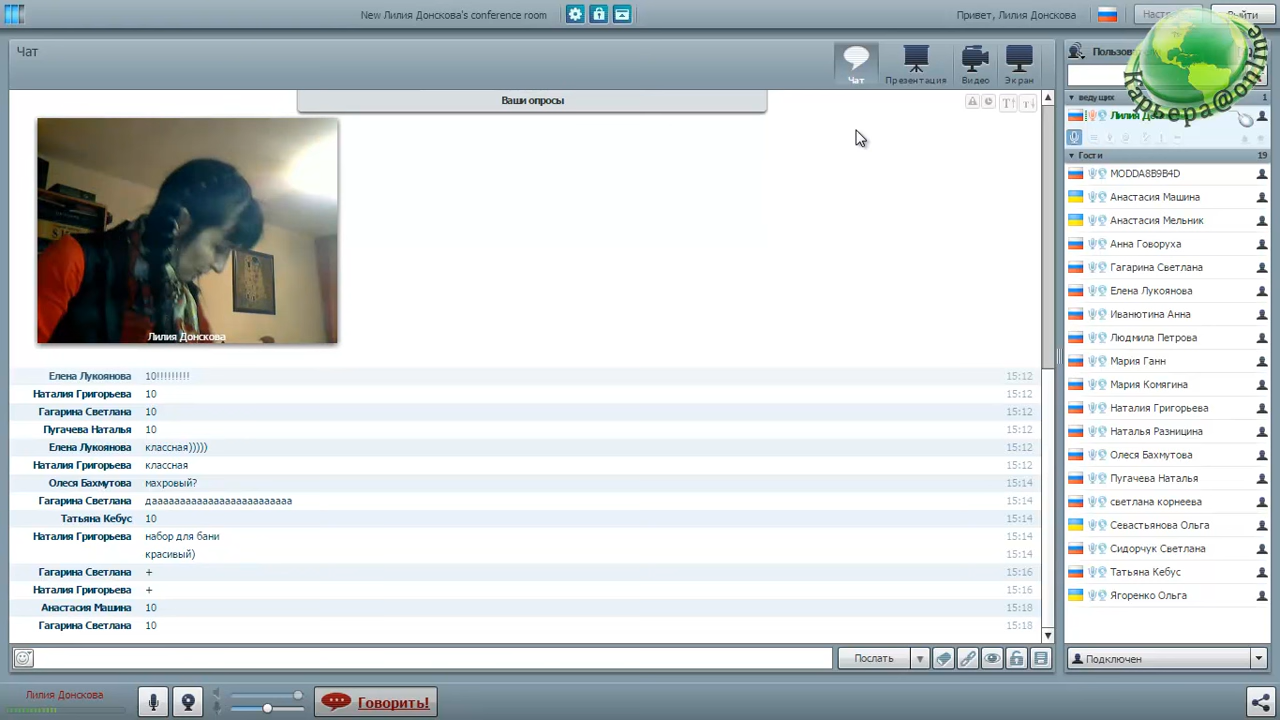 New Лилия Донскова's conference room
Привет, Лилия Донскова
Выйти
Чат
Чат
Презентация
Видео
Экран
Ваши опросы
T↑
T↓
Карьера@online
ведущих 1
Гости 19
MODDA8B9B4D
Анастасия Машина
Анастасия Мельник
Анна Говоруха
Гагарина Светлана
Елена Лукоянова
Иванютина Анна
Людмила Петрова
Мария Ганн
Мария Комягина
Наталия Григорьева
Наталья Разницина
Олеся Бахмутова
Пугачева Наталья
светлана корнеева
Севастьянова Ольга
Сидорчук Светлана
Татьяна Кебус
Ягоренко Ольга
Лилия Донскова
Елена Лукоянова 10!!!!!!!!! 15:12
Наталия Григорьева 10 15:12
Гагарина Светлана 10 15:12
Пугачева Наталья 10 15:12
Елена Лукоянова классная))))) 15:12
Наталия Григорьева классная 15:12
Олеся Бахмутова махровый? 15:14
Гагарина Светлана даааааааааааааааааааааааа 15:14
Татьяна Кебус 10 15:14
Наталия Григорьева набор для бани 15:14
красивый) 15:14
Гагарина Светлана + 15:16
Наталия Григорьева + 15:16
Анастасия Машина 10 15:18
Гагарина Светлана 10 15:18
Послать
Подключен
Лилия Донскова
Говорить!